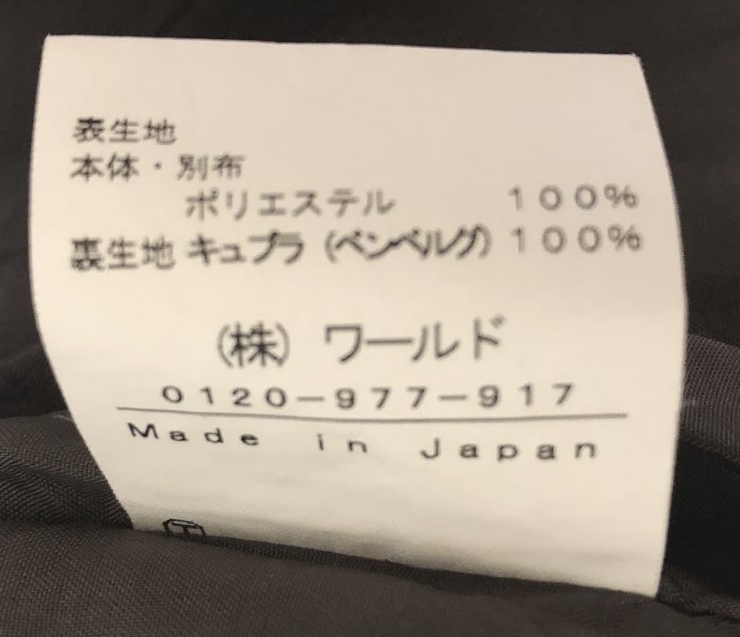 表生地
本体・別布
ポリエステル 100%
裏生地 キュプラ (ベンベルグ) 100%
(株) ワールド
0120-977-917
Made in Japan